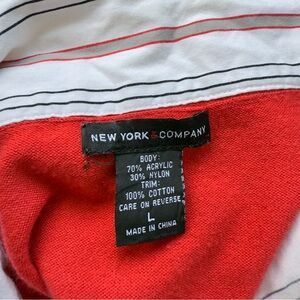 NEW YORK & COMPANY
BODY:
70% ACRYLIC
30% NYLON
TRIM:
100% COTTON
CARE ON REVERSE
L
MADE IN CHINA